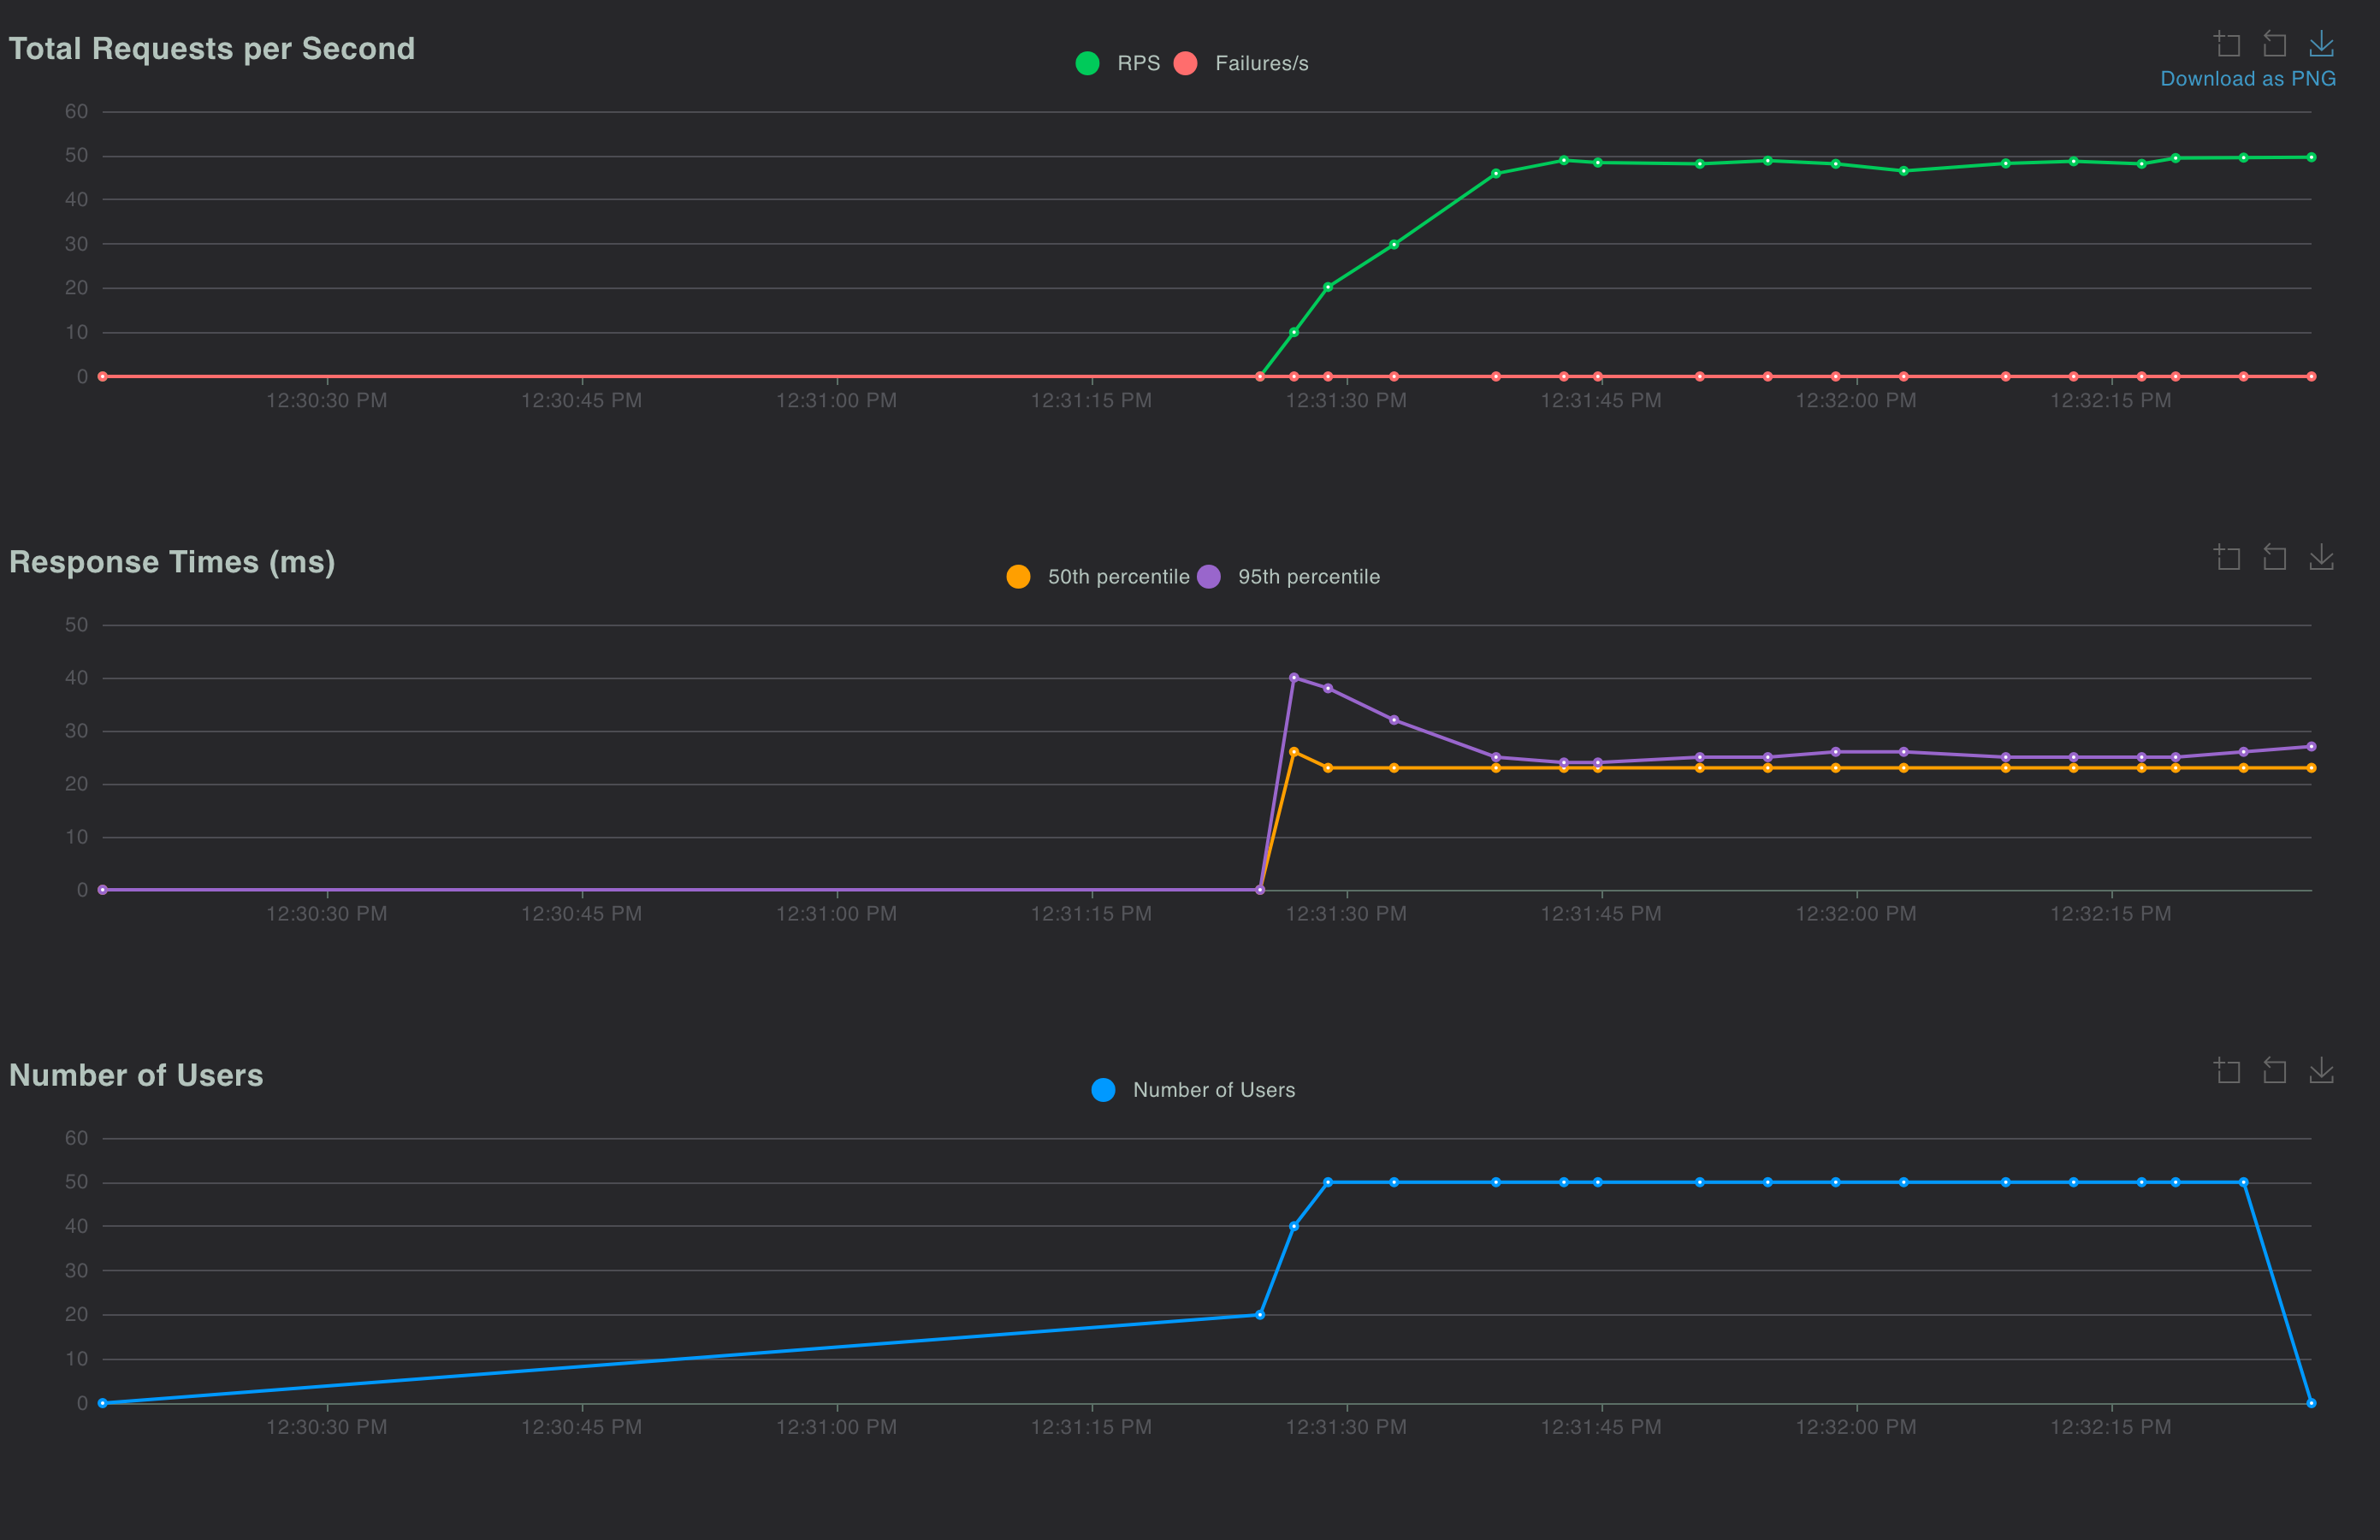 Total Requests per Second
RPS Failures/s
Download as PNG
60
50
40
30
20
10
0
12:30:30 PM 12:30:45 PM 12:31:00 PM 12:31:15 PM 12:31:30 PM 12:31:45 PM 12:32:00 PM 12:32:15 PM
Response Times (ms)
50th percentile 95th percentile
50
40
30
20
10
0
12:30:30 PM 12:30:45 PM 12:31:00 PM 12:31:15 PM 12:31:30 PM 12:31:45 PM 12:32:00 PM 12:32:15 PM
Number of Users
Number of Users
60
50
40
30
20
10
0
12:30:30 PM 12:30:45 PM 12:31:00 PM 12:31:15 PM 12:31:30 PM 12:31:45 PM 12:32:00 PM 12:32:15 PM